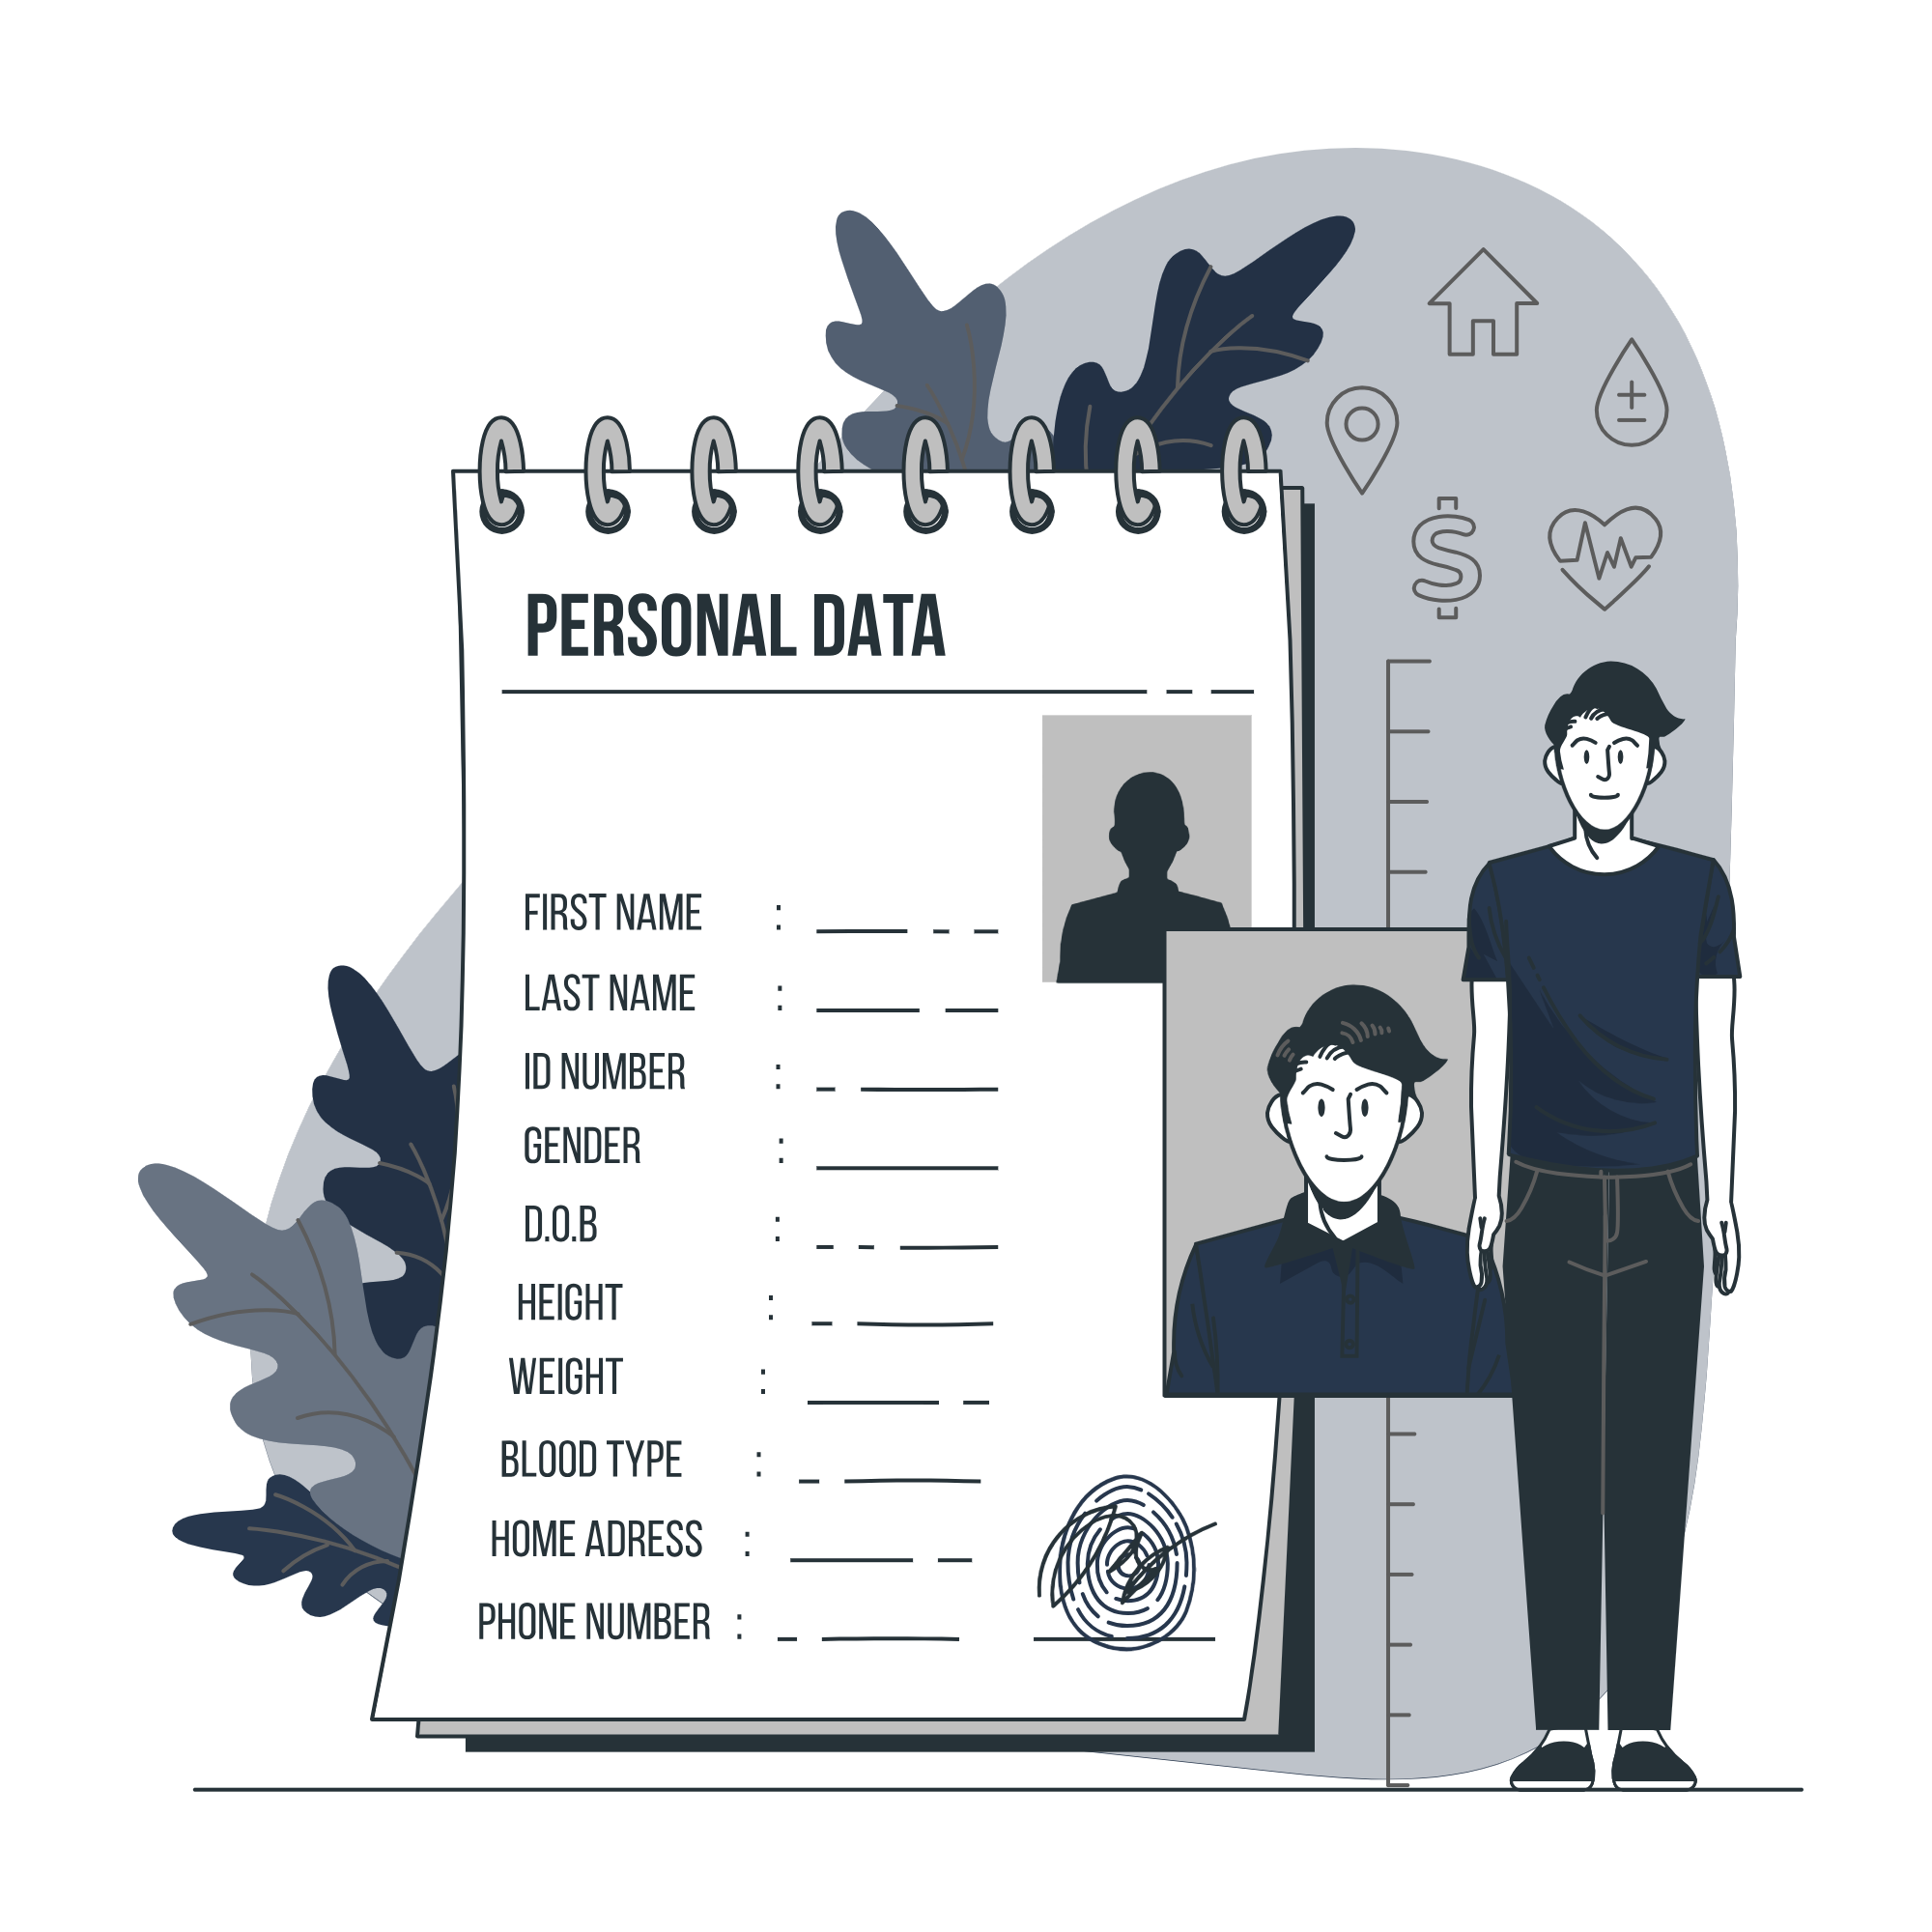 PERSONAL DATA
FIRST NAME :
LAST NAME :
ID NUMBER :
GENDER :
D.O.B :
HEIGHT :
WEIGHT :
BLOOD TYPE :
HOME ADRESS :
PHONE NUMBER :